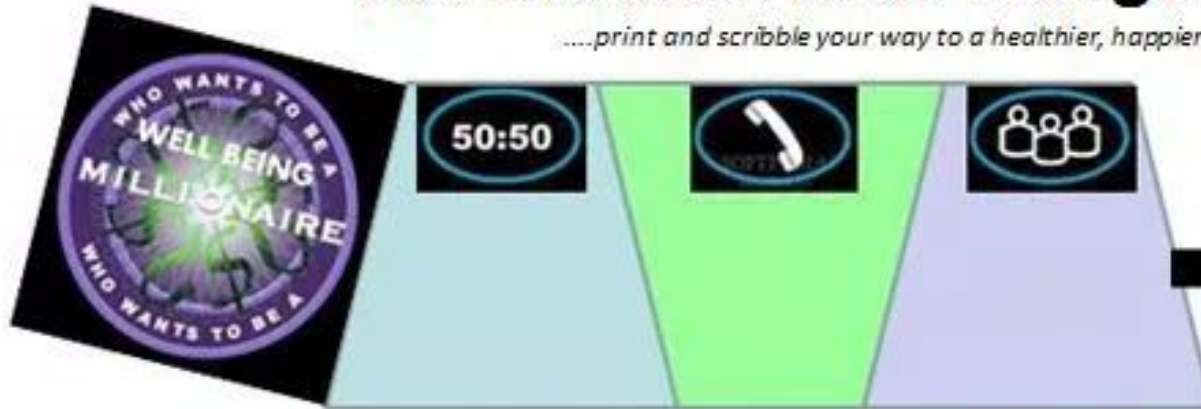 ....print and scribble your way to a healthier, happier
WHO WANTS TO BE A
WELL BEING
MILLIONAIRE
WHO WANTS TO BE A
50:50